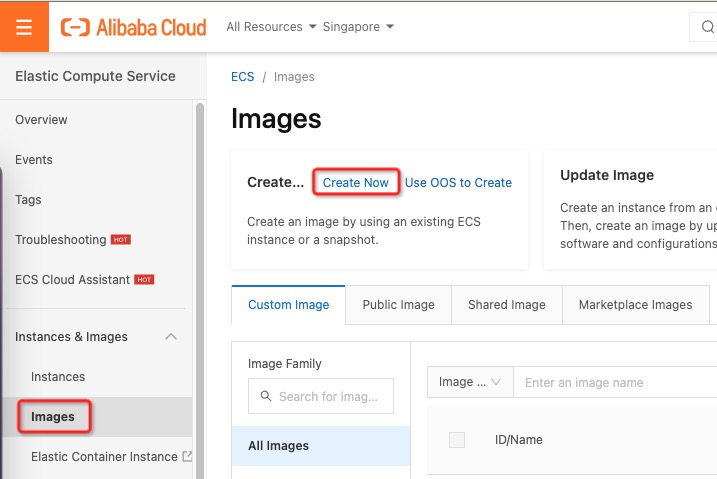 Alibaba Cloud
All Resources Singapore
Elastic Compute Service
Overview
Events
Tags
Troubleshooting HOT
ECS Cloud Assistant HOT
Instances & Images
Instances
Images
Elastic Container Instance
ECS / Images
Images
Create... Create Now Use OOS to Create
Create an image by using an existing ECS
instance or a snapshot.
Update Image
Create an instance from an
Then, create an image by up
software and configurations
Custom Image Public Image Shared Image Marketplace Images
Image Family
Search for imag...
All Images
Image ... Enter an image name
ID/Name